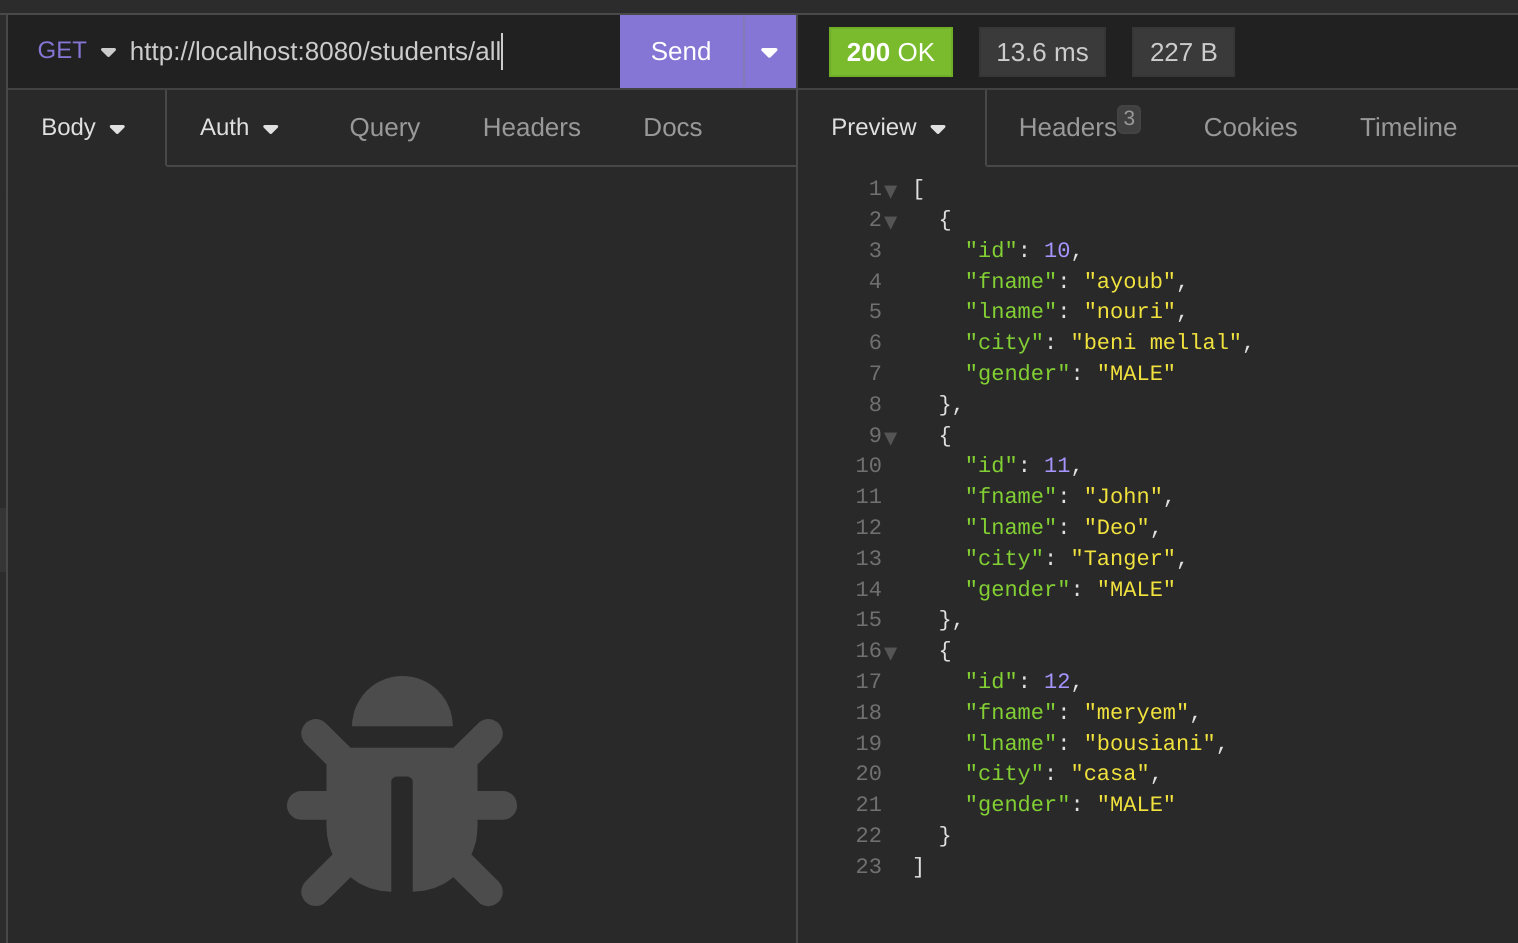 GET http://localhost:8080/students/all Send 200 OK 13.6 ms 227 B
Body Auth Query Headers Docs Preview Headers 3 Cookies Timeline
1 [
2 {
3 "id": 10,
4 "fname": "ayoub",
5 "lname": "nouri",
6 "city": "beni mellal",
7 "gender": "MALE"
8 },
9 {
10 "id": 11,
11 "fname": "John",
12 "lname": "Deo",
13 "city": "Tanger",
14 "gender": "MALE"
15 },
16 {
17 "id": 12,
18 "fname": "meryem",
19 "lname": "bousiani",
20 "city": "casa",
21 "gender": "MALE"
22 }
23 ]